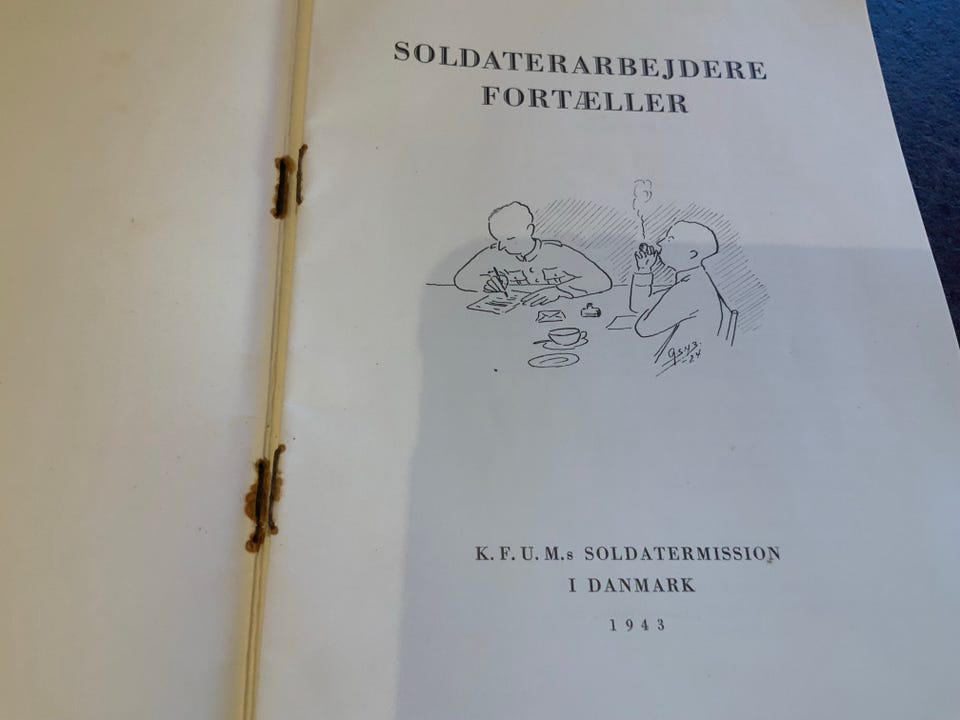 SOLDATERARBEJDERE
FORTÆLLER
K. F. U. M.s SOLDATERMISSION
I DANMARK
1943